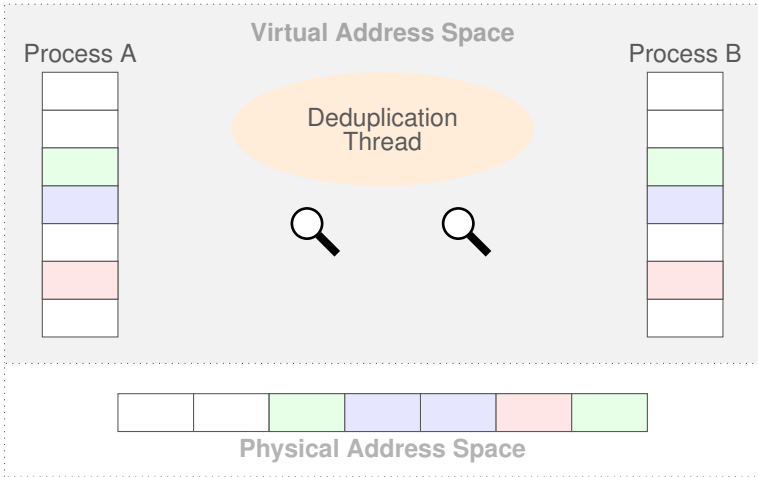 Virtual Address Space
Process A
Process B
Deduplication
Thread
Physical Address Space